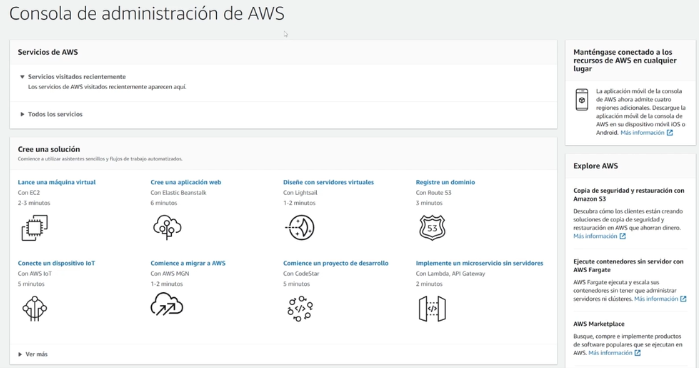 Consola de administración de AWS
Servicios de AWS
Servicios visitados recientemente
Los servicios de AWS visitados recientemente aparecen aquí.
Todos los servicios
Cree una solución
Comience a utilizar asistentes sencillos y flujos de trabajo automatizados.
Lance una máquina virtual
Con EC2
2-3 minutos
Cree una aplicación web
Con Elastic Beanstalk
6 minutos
Diseñe con servidores virtuales
Con Lightsail
1-2 minutos
Registre un dominio
Con Route 53
3 minutos
53
Conecte un dispositivo IoT
Con AWS IoT
5 minutos
Comience a migrar a AWS
Con AWS MGN
1-2 minutos
Comience un proyecto de desarrollo
Con CodeStar
5 minutos
Implemente un microservicio sin servidores
Con Lambda, API Gateway
2 minutos
Ver más
Manténgase conectado a los
recursos de AWS en cualquier
lugar
La aplicación móvil de la consola
de AWS ahora admite cuatro
regiones adicionales. Descargue la
aplicación móvil de la consola de
AWS en su dispositivo móvil iOS o
Android. Más información
Explore AWS
Copia de seguridad y restauración con
Amazon S3
Descubra cómo los clientes están creando
soluciones de copia de seguridad y
restauración en AWS que ahorran dinero.
Más información
Ejecute contenedores sin servidor con
AWS Fargate
AWS Fargate ejecuta y escala sus
contenedores sin tener que administrar
servidores ni clústeres. Más información
AWS Marketplace
Busque, compre e implemente productos
de software populares que se ejecutan en
AWS. Más información